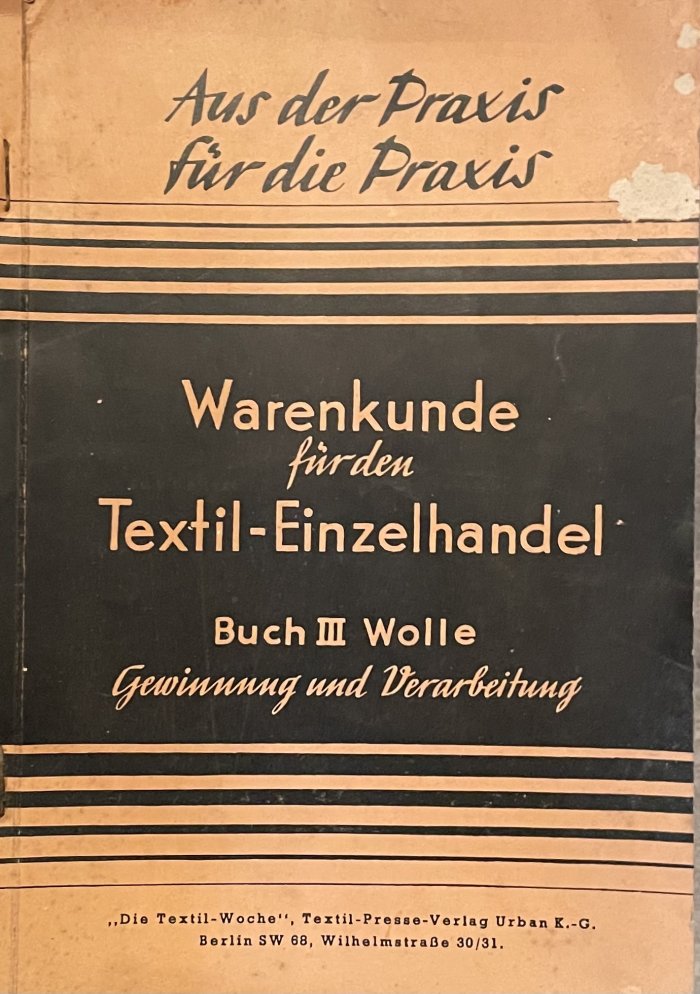 Aus der Praxis
für die Praxis
Warenkunde
für den
Textil-Einzelhandel
Buch III Wolle
Gewinnung und Verarbeitung
„Die Textil-Woche“, Textil-Presse-Verlag Urban K.-G.
Berlin SW 68, Wilhelmstraße 30/31.